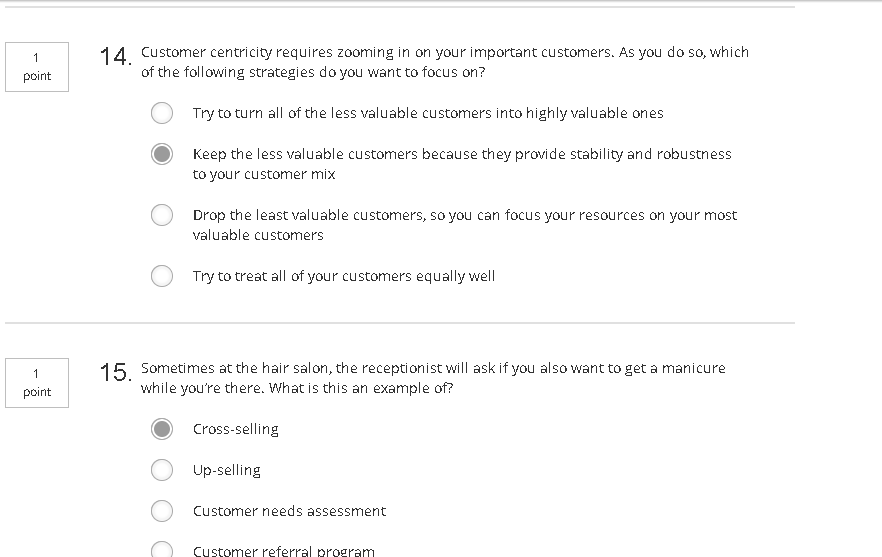 1
point
14. Customer centricity requires zooming in on your important customers. As you do so, which
of the following strategies do you want to focus on?
Try to turn all of the less valuable customers into highly valuable ones
Keep the less valuable customers because they provide stability and robustness
to your customer mix
Drop the least valuable customers, so you can focus your resources on your most
valuable customers
Try to treat all of your customers equally well
1
point
15. Sometimes at the hair salon, the receptionist will ask if you also want to get a manicure
while you're there. What is this an example of?
Cross-selling
Up-selling
Customer needs assessment
Customer referral program